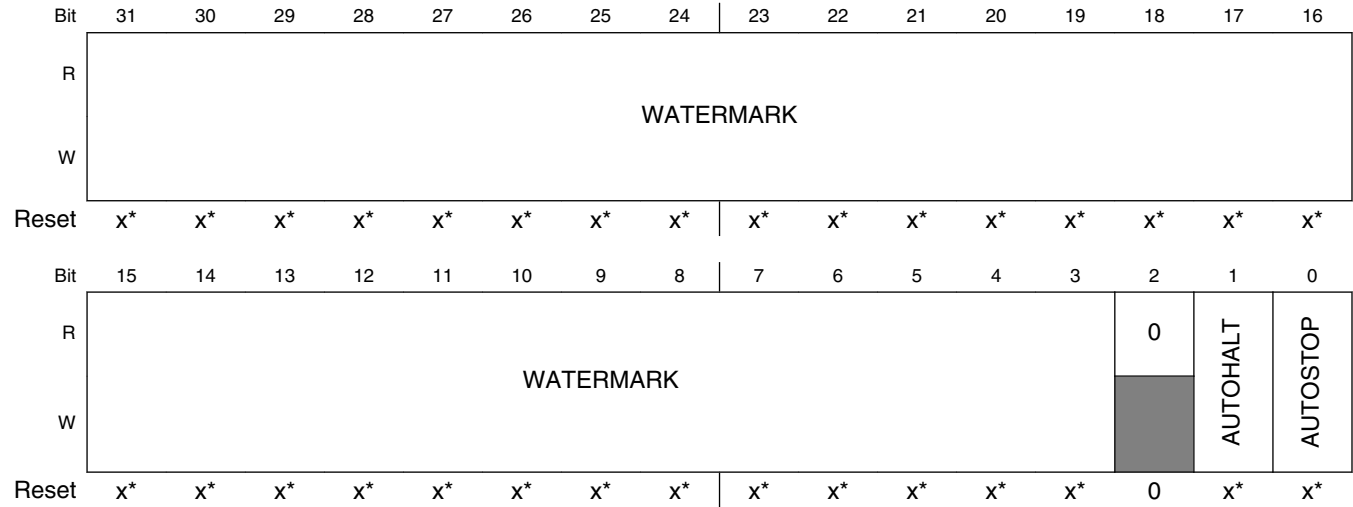 Bit 31 30 29 28 27 26 25 24 23 22 21 20 19 18 17 16
R
WATERMARK
W
Reset x* x* x* x* x* x* x* x* x* x* x* x* x* x* x* x*
Bit 15 14 13 12 11 10 9 8 7 6 5 4 3 2 1 0
R 0
WATERMARK AUTOHALT AUTOSTOP
W
Reset x* x* x* x* x* x* x* x* x* x* x* x* x* 0 x* x*